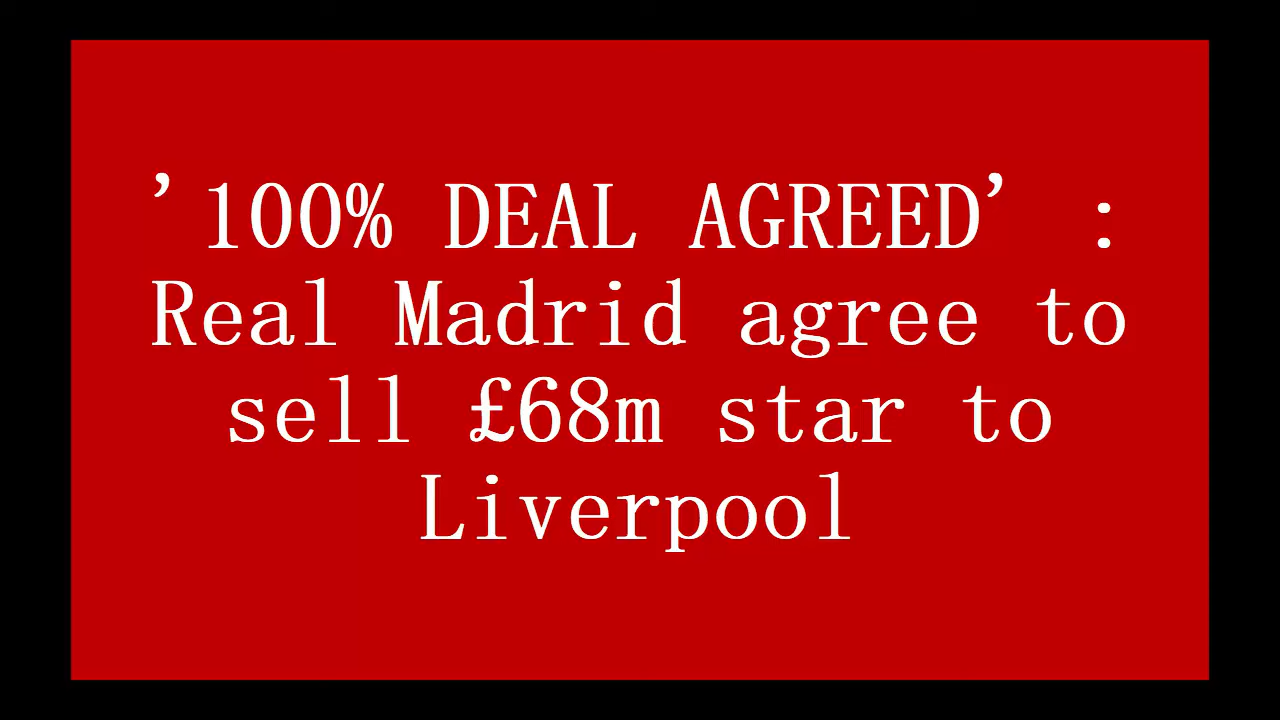 ’100% DEAL AGREED’ :
Real Madrid agree to
sell £68m star to
Liverpool